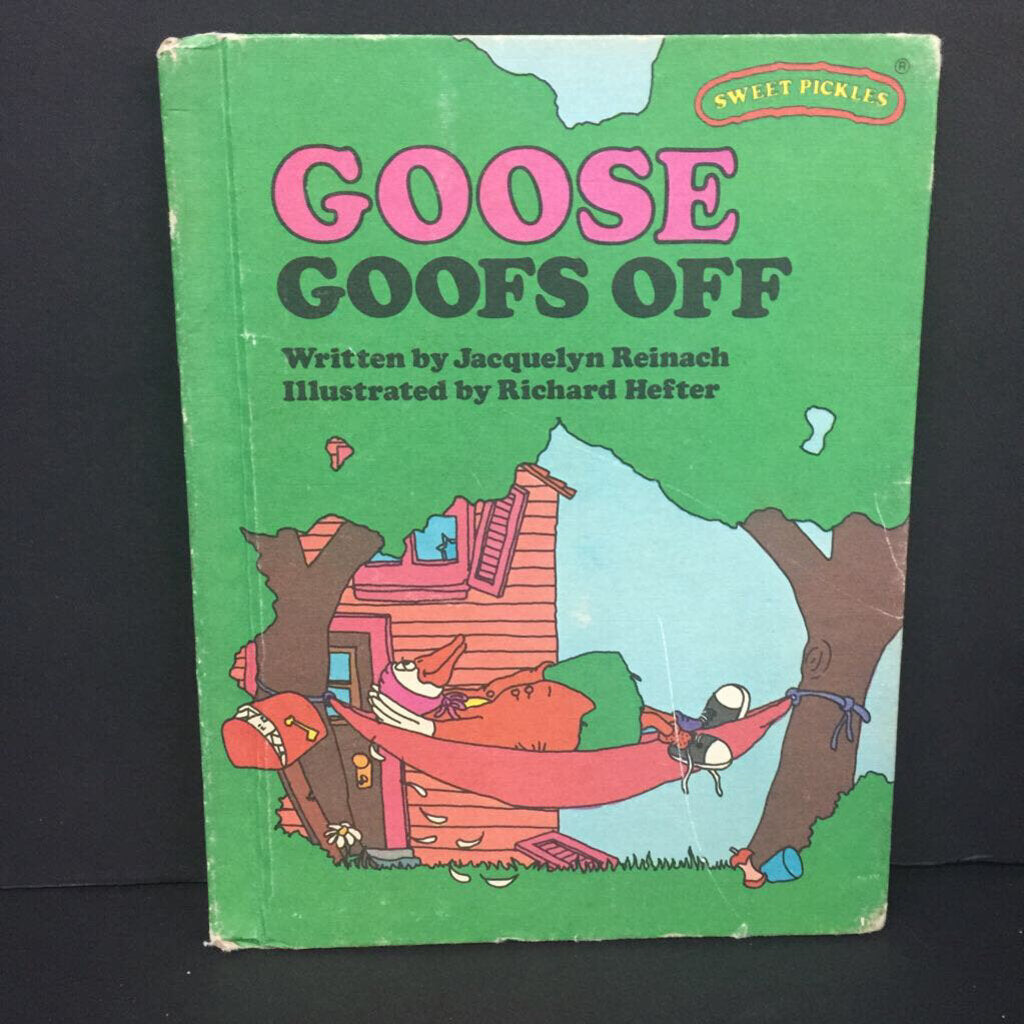 SWEET PICKLES ®
GOOSE
GOOFS OFF
Written by Jacquelyn Reinach
Illustrated by Richard Hefter